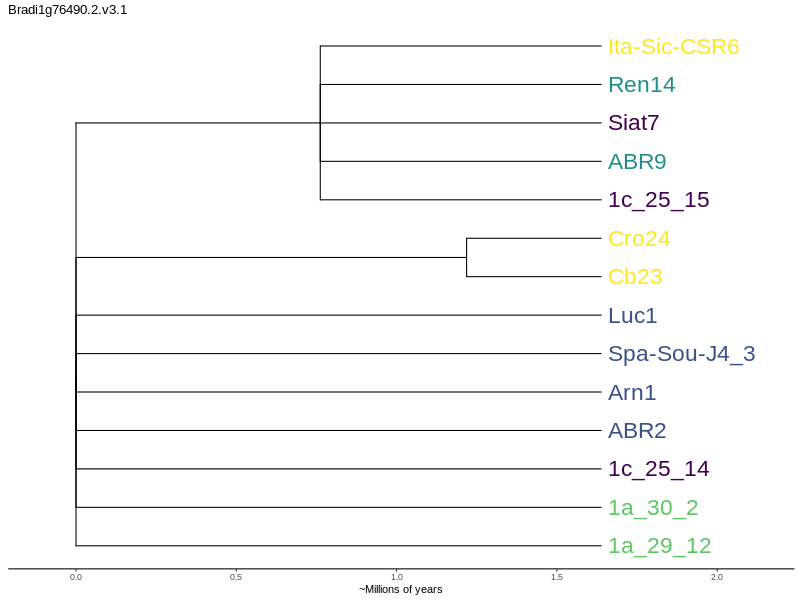 Bradi1g76490.2.v3.1
Ita-Sic-CSR6
Ren14
Siat7
ABR9
1c_25_15
Cro24
Cb23
Luc1
Spa-Sou-J4_3
Arn1
ABR2
1c_25_14
1a_30_2
1a_29_12
0.0 0.5 1.0 1.5 2.0
~Millions of years